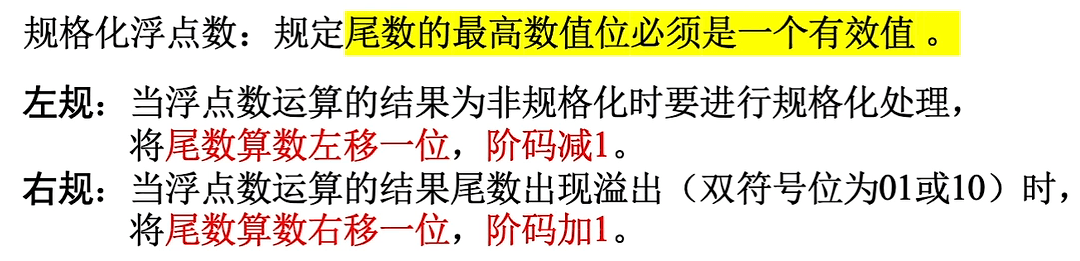 规格化浮点数：规定尾数的最高数值位必须是一个有效值 。
左规：当浮点数运算的结果为非规格化时要进行规格化处理，
将尾数算数左移一位，阶码减1。
右规：当浮点数运算的结果尾数出现溢出（双符号位为01或10）时，
将尾数算数右移一位，阶码加1。